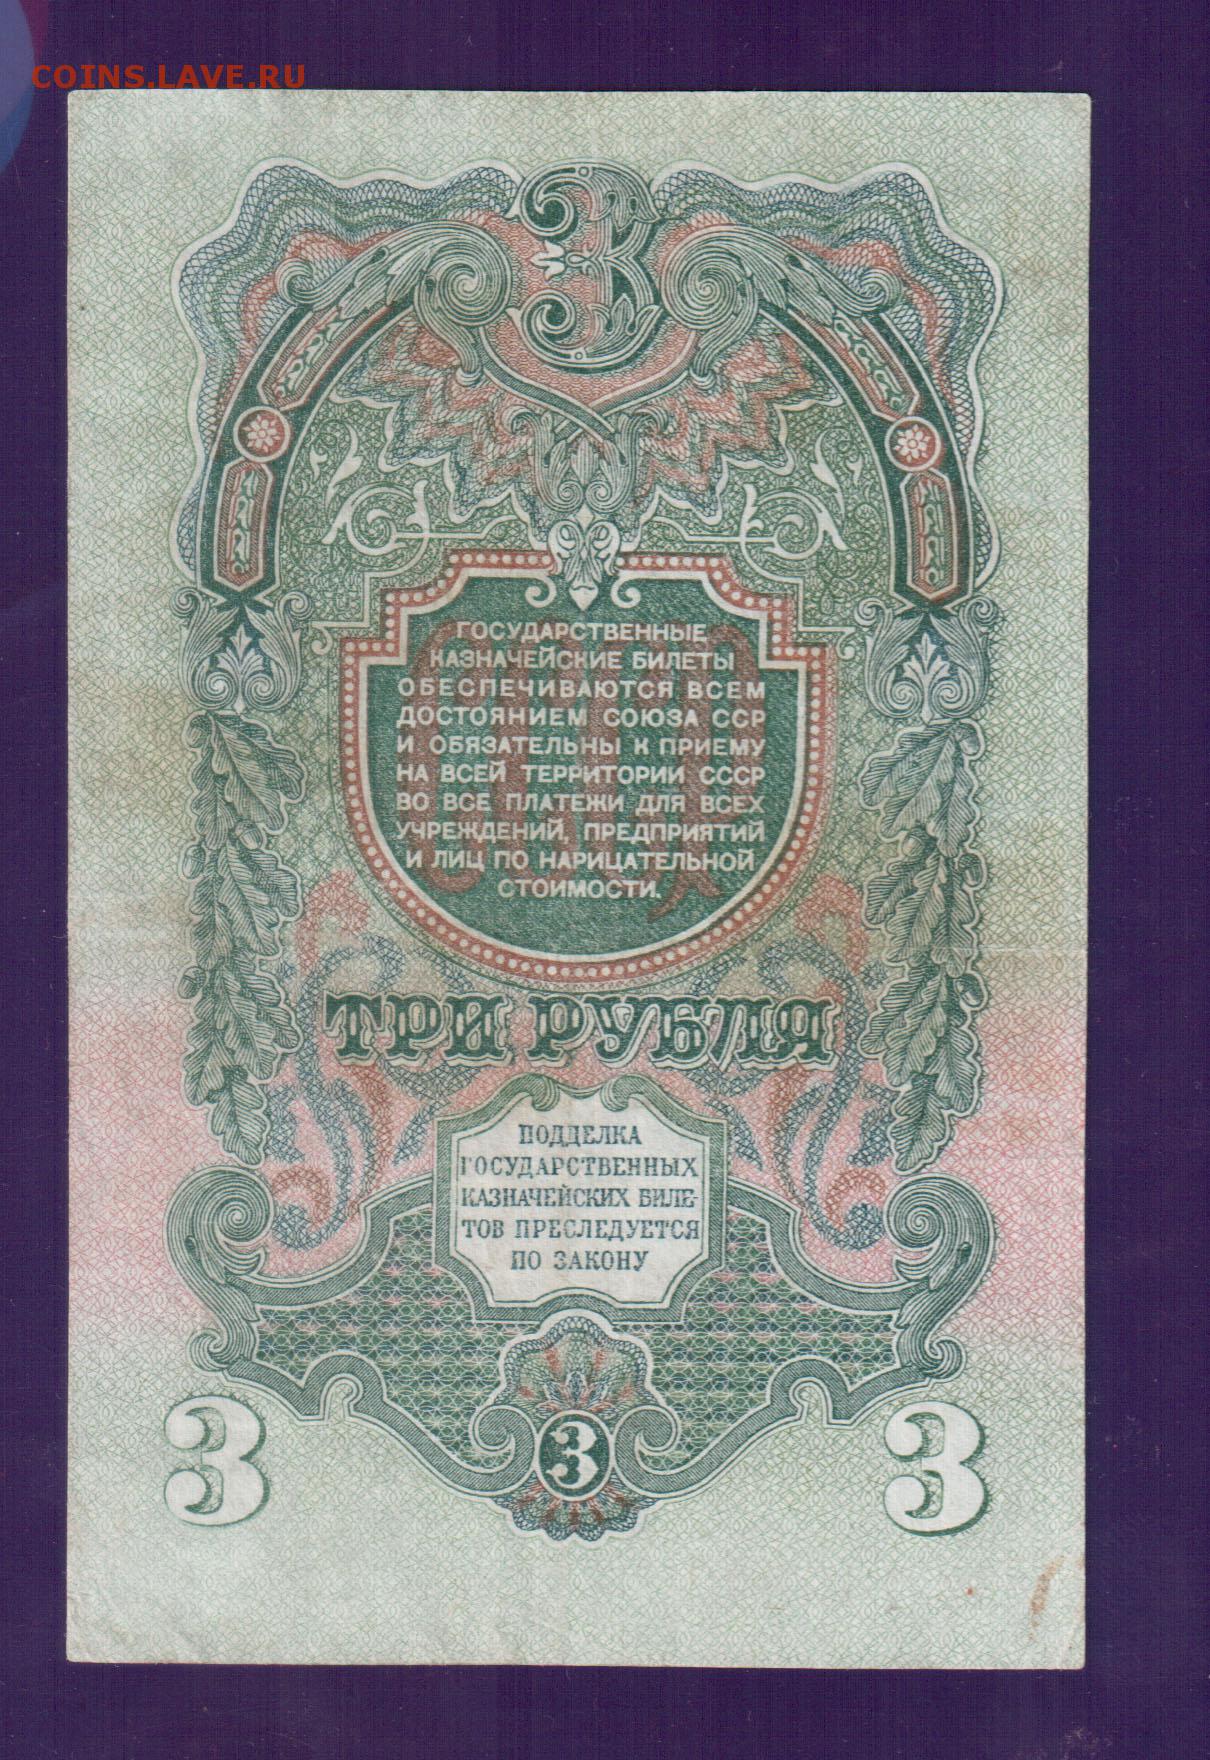 COINS.LAVE.RU
3
ГОСУДАРСТВЕННЫЕ
КАЗНАЧЕЙСКИЕ БИЛЕТЫ
ОБЕСПЕЧИВАЮТСЯ ВСЕМ
ДОСТОЯНИЕМ СОЮЗА ССР
И ОБЯЗАТЕЛЬНЫ К ПРИЕМУ
НА ВСЕЙ ТЕРРИТОРИИ СССР
ВО ВСЕ ПЛАТЕЖИ ДЛЯ ВСЕХ
УЧРЕЖДЕНИЙ, ПРЕДПРИЯТИЙ
И ЛИЦ ПО НАРИЦАТЕЛЬНОЙ
СТОИМОСТИ.
ТРИ РУБЛЯ
ПОДДЕЛКА
ГОСУДАРСТВЕННЫХ
КАЗНАЧЕЙСКИХ БИЛЕ-
ТОВ ПРЕСЛЕДУЕТСЯ
ПО ЗАКОНУ
3 3 3